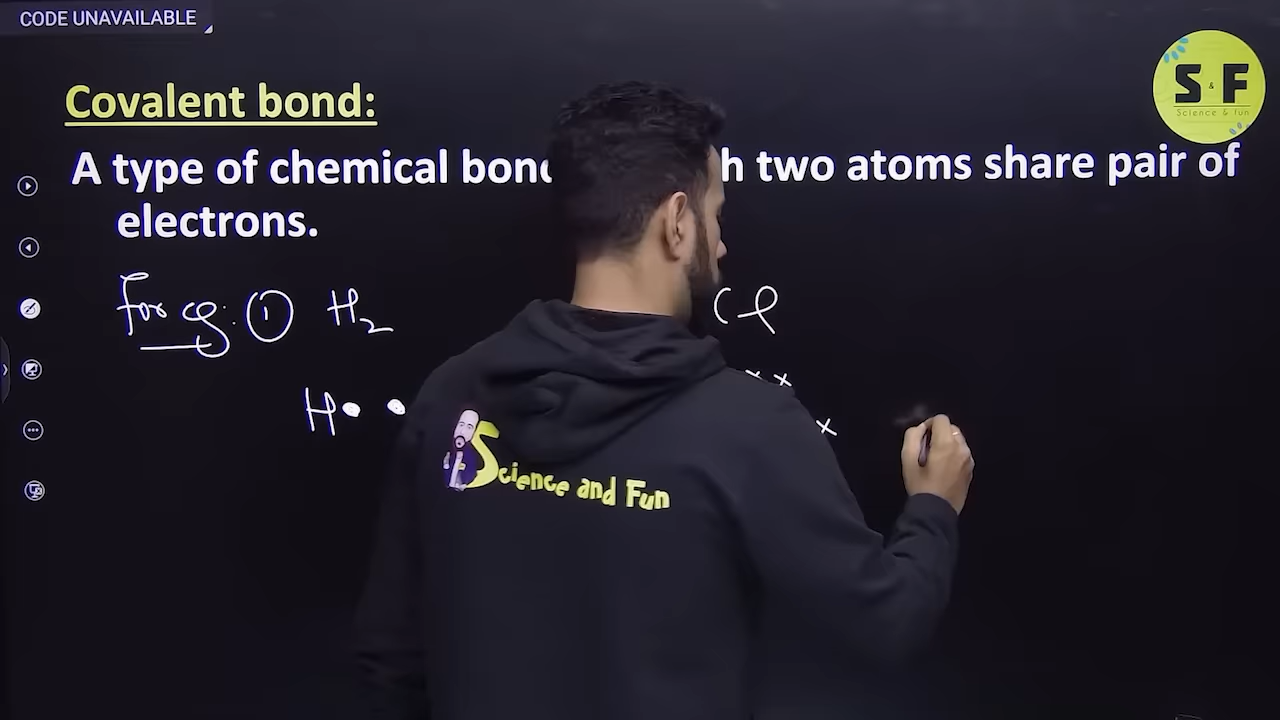 CODE UNAVAILABLE
S & F
Science & fun
Covalent bond:
A type of chemical bond h two atoms share pair of
electrons.
For eg: ① H₂ Cl
H
Science and Fun